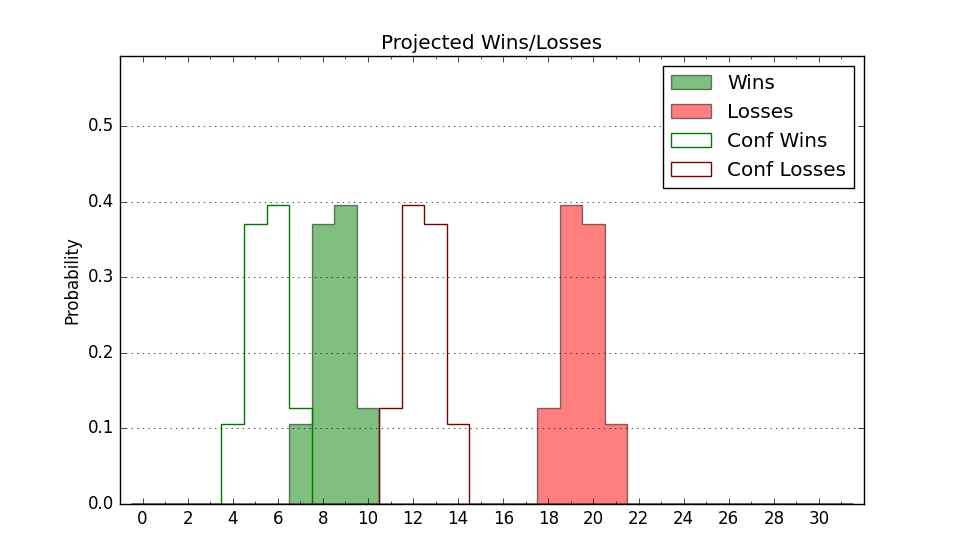 Projected Wins/Losses
Wins
Losses
Conf Wins
Conf Losses
Probability
0.5
0.4
0.3
0.2
0.1
0.0
0 2 4 6 8 10 12 14 16 18 20 22 24 26 28 30